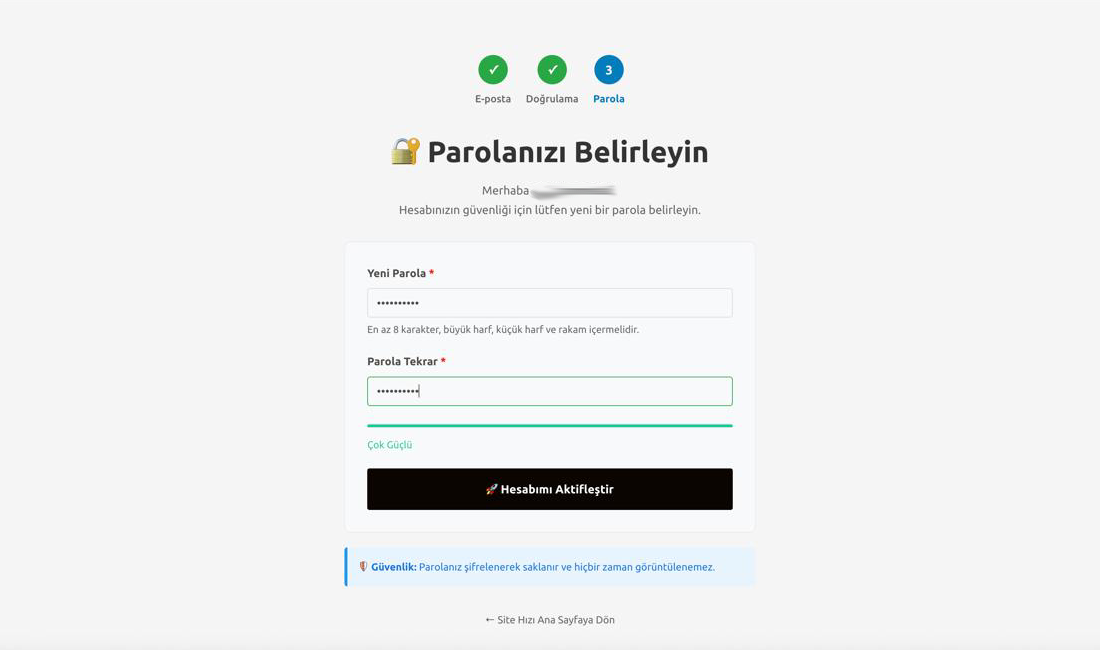 ✓ ✓ 3
E-posta Doğrulama Parola
Parolanızı Belirleyin
Merhaba
Hesabınızın güvenliği için lütfen yeni bir parola belirleyin.
Yeni Parola *
••••••••••
En az 8 karakter, büyük harf, küçük harf ve rakam içermelidir.
Parola Tekrar *
••••••••••
Çok Güçlü
🚀 Hesabımı Aktifleştir
Güvenlik: Parolanız şifrelenerek saklanır ve hiçbir zaman görüntülenemez.
← Site Hızı Ana Sayfaya Dön